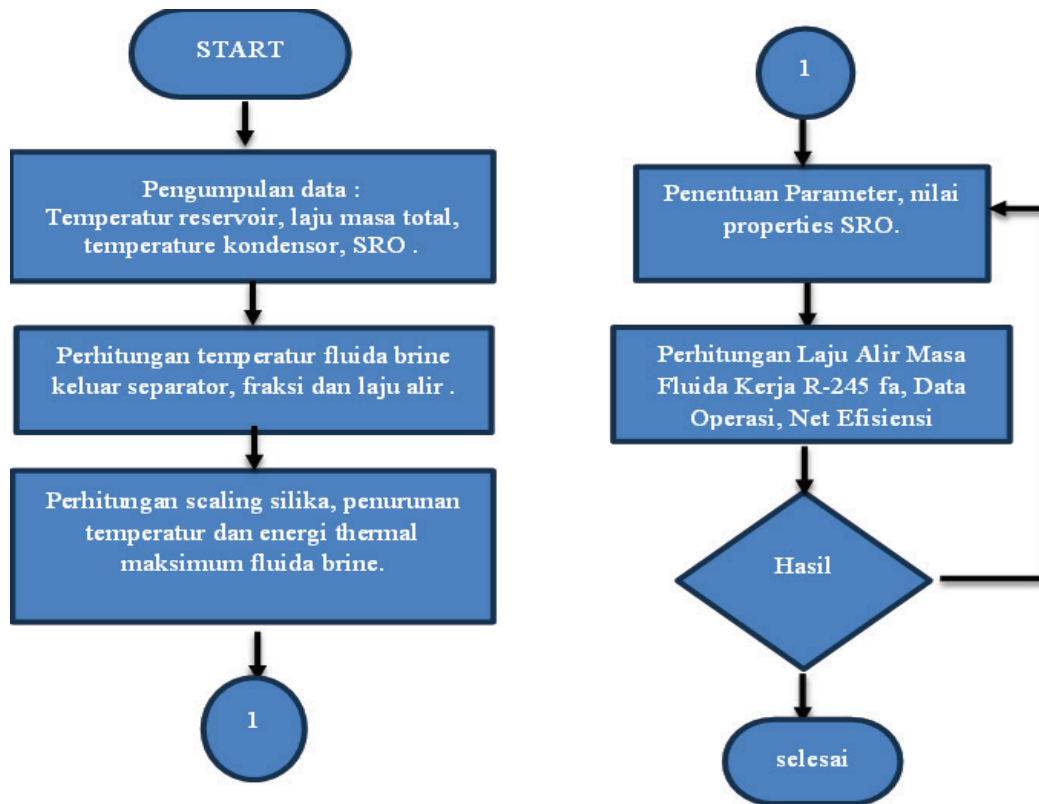 START
Pengumpulan data :
Temperatur reservoir, laju masa total,
temperature kondensor, SRO .
Perhitungan temperatur fluida brine
keluar separator, fraksi dan laju alir .
Perhitungan scaling silika, penurunan
temperatur dan energi thermal
maksimum fluida brine.
1
1
Penentuan Parameter, nilai
properties SRO.
Perhitungan Laju Alir Masa
Fluida Kerja R-245 fa, Data
Operasi, Net Efisiensi
Hasil
selesai